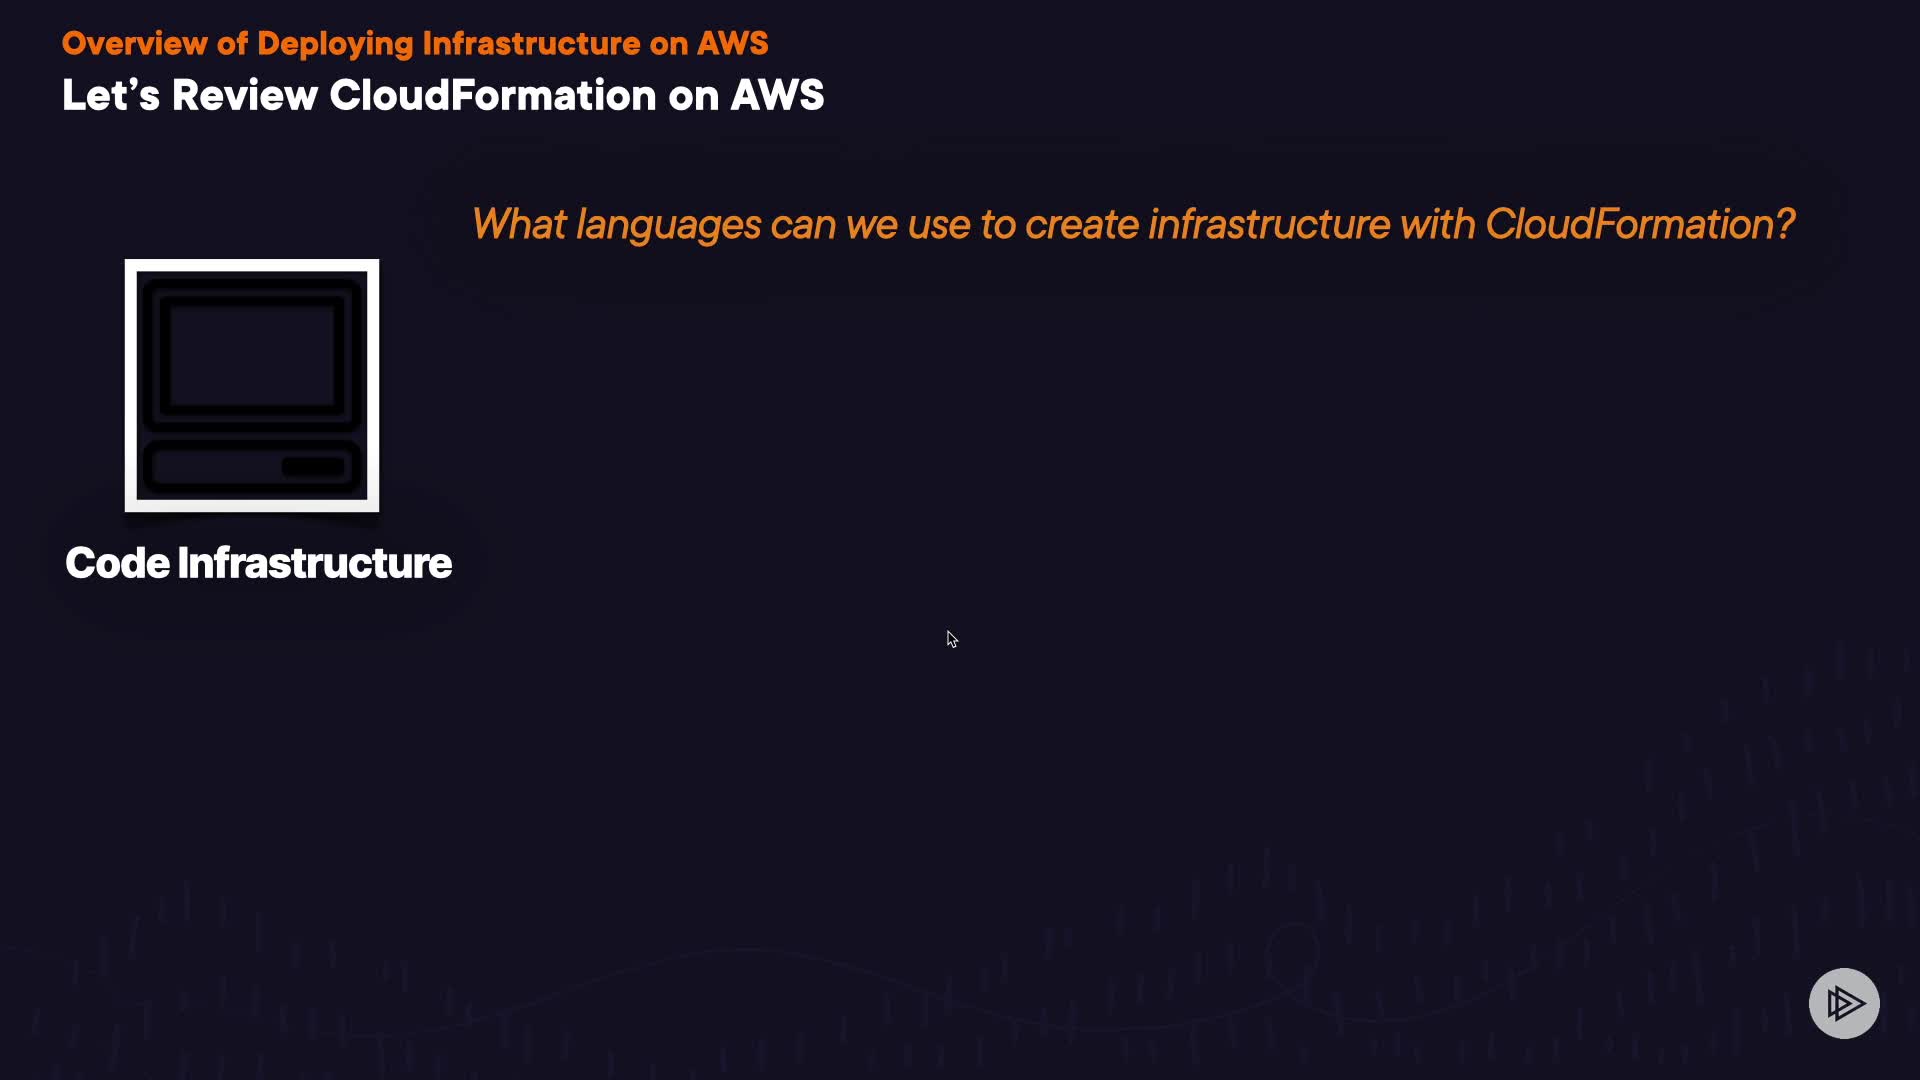 Overview of Deploying Infrastructure on AWS
Let’s Review CloudFormation on AWS
What languages can we use to create infrastructure with CloudFormation?
Code Infrastructure